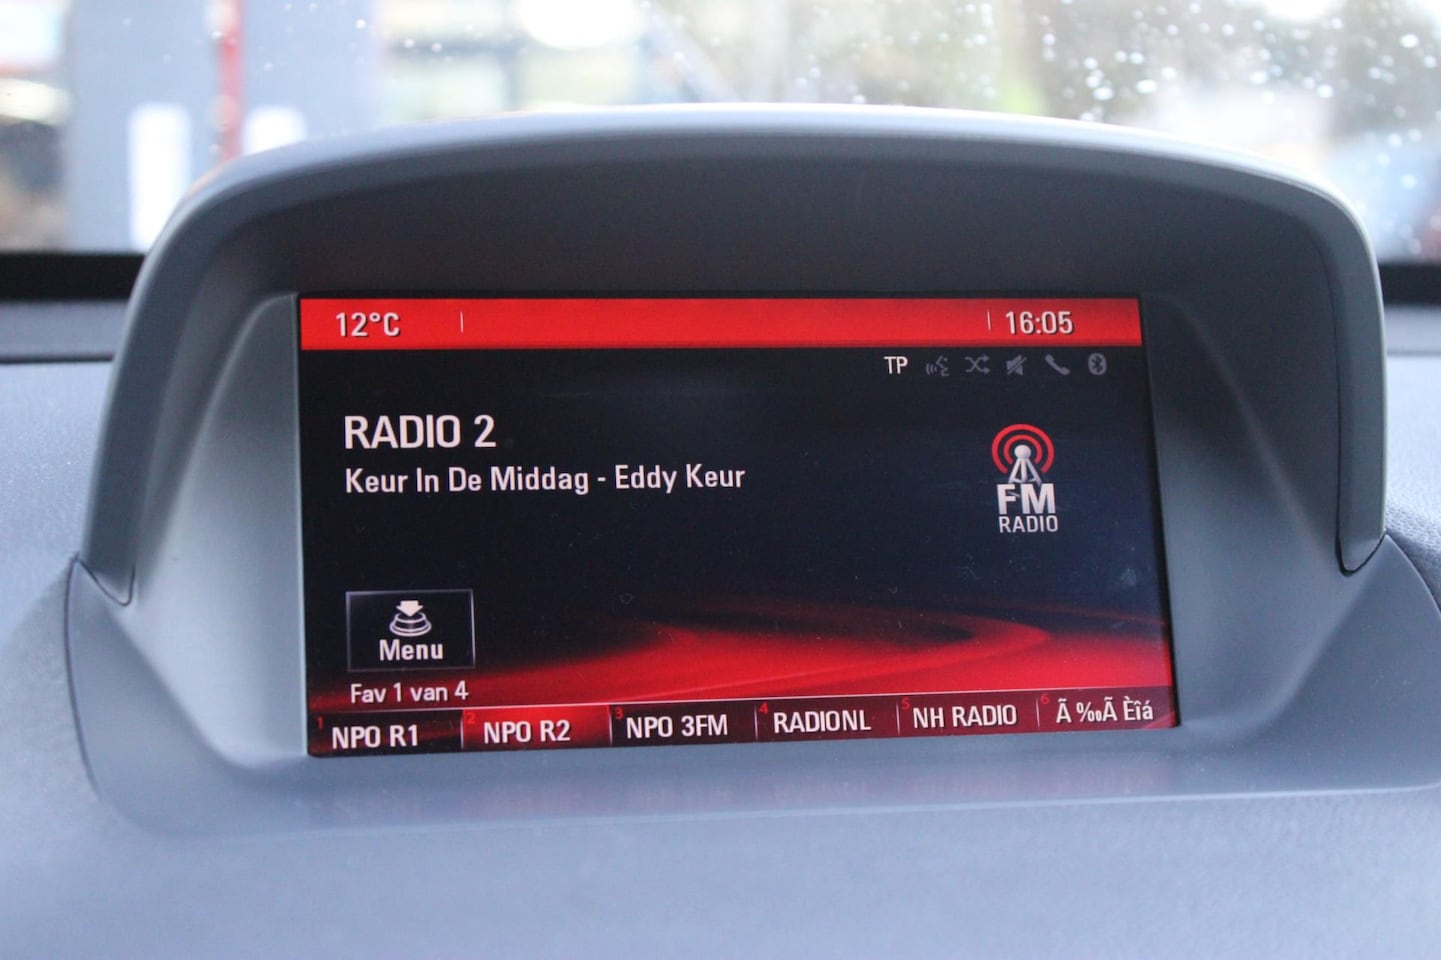 12°C 16:05
TP
RADIO 2
Keur In De Middag - Eddy Keur
FM
RADIO
Menu
Fav 1 van 4
1 NPO R1 2 NPO R2 3 NPO 3FM 4 RADIONL 5 NH RADIO 6 Ã ‰Ã Èîá